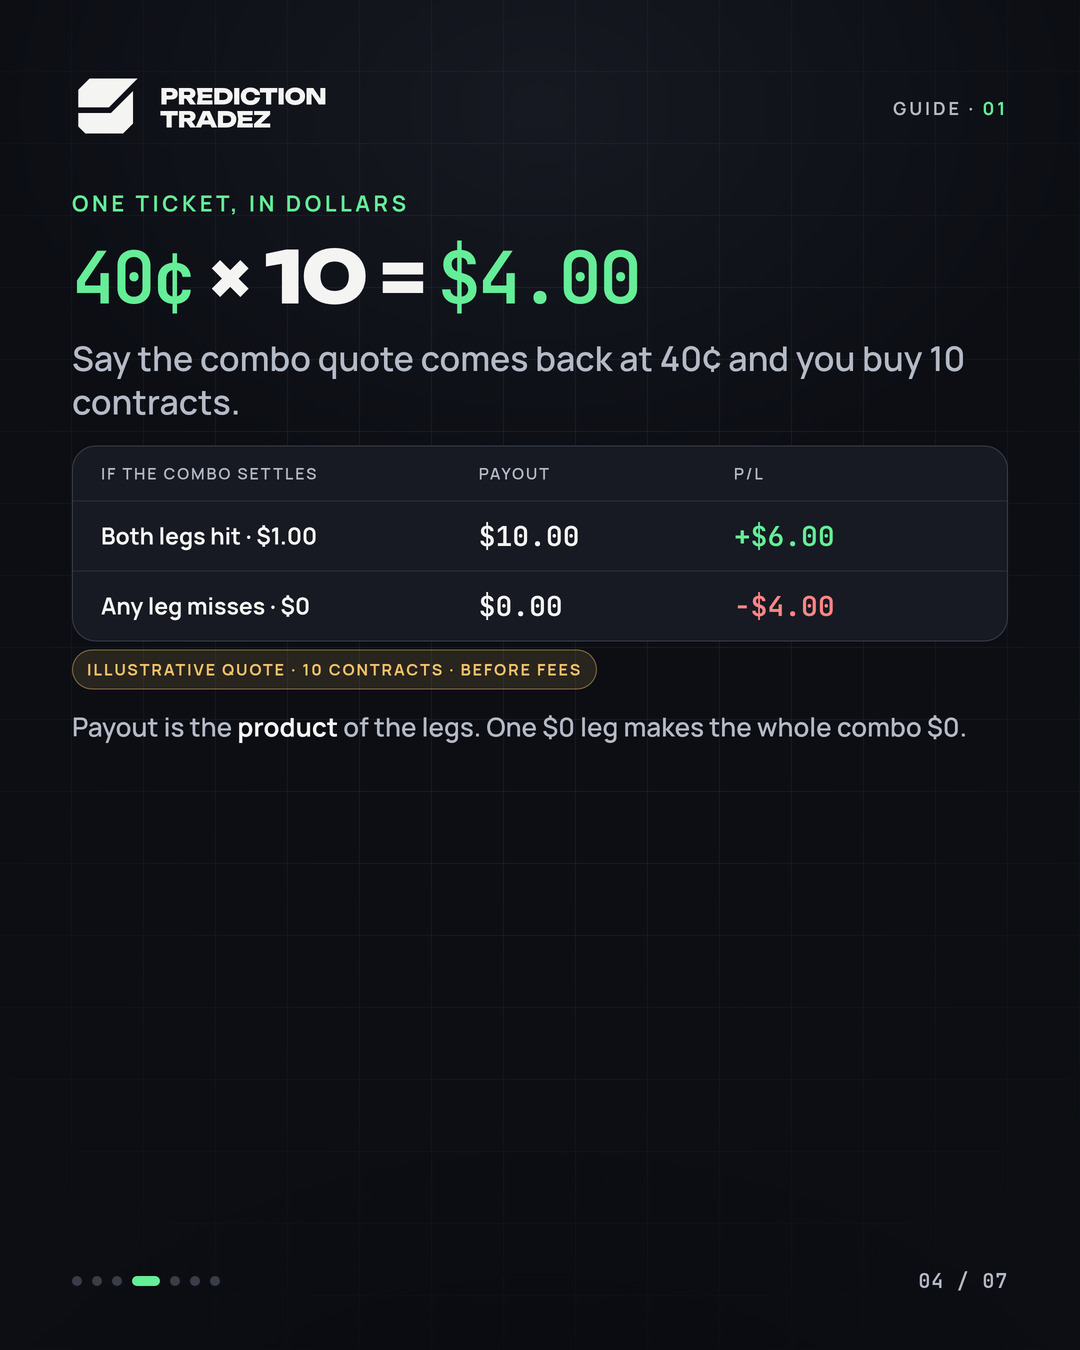 PREDICTION
TRADEZ
GUIDE · 01
ONE TICKET, IN DOLLARS
40¢ × 10 = $4.00
Say the combo quote comes back at 40¢ and you buy 10
contracts.
IF THE COMBO SETTLES PAYOUT P/L
Both legs hit · $1.00 $10.00 +$6.00
Any leg misses · $0 $0.00 -$4.00
ILLUSTRATIVE QUOTE · 10 CONTRACTS · BEFORE FEES
Payout is the product of the legs. One $0 leg makes the whole combo $0.
04 / 07